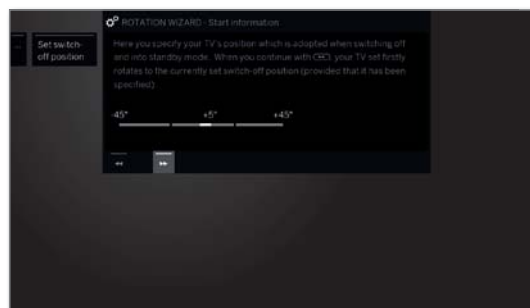 ROTATION WIZARD - Start information
Set switch-
off position
Here you specify your TV's position which is adopted when switching off
and into standby mode. When you continue with OK, your TV set firstly
rotates to the currently set switch-off position (provided that it has been
specified).
-45° +5° +45°